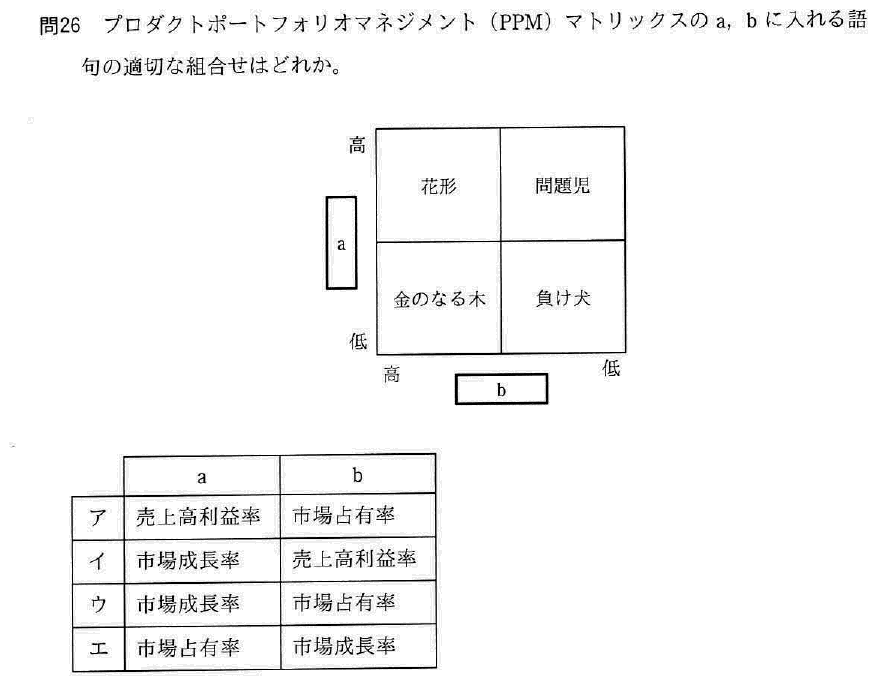 問26 プロダクトポートフォリオマネジメント（PPM）マトリックスの a，b に入れる語
句の適切な組合せはどれか。
高
花形 問題児
a
金のなる木 負け犬
低
高 低
b
a b
ア 売上高利益率 市場占有率
イ 市場成長率 売上高利益率
ウ 市場成長率 市場占有率
エ 市場占有率 市場成長率